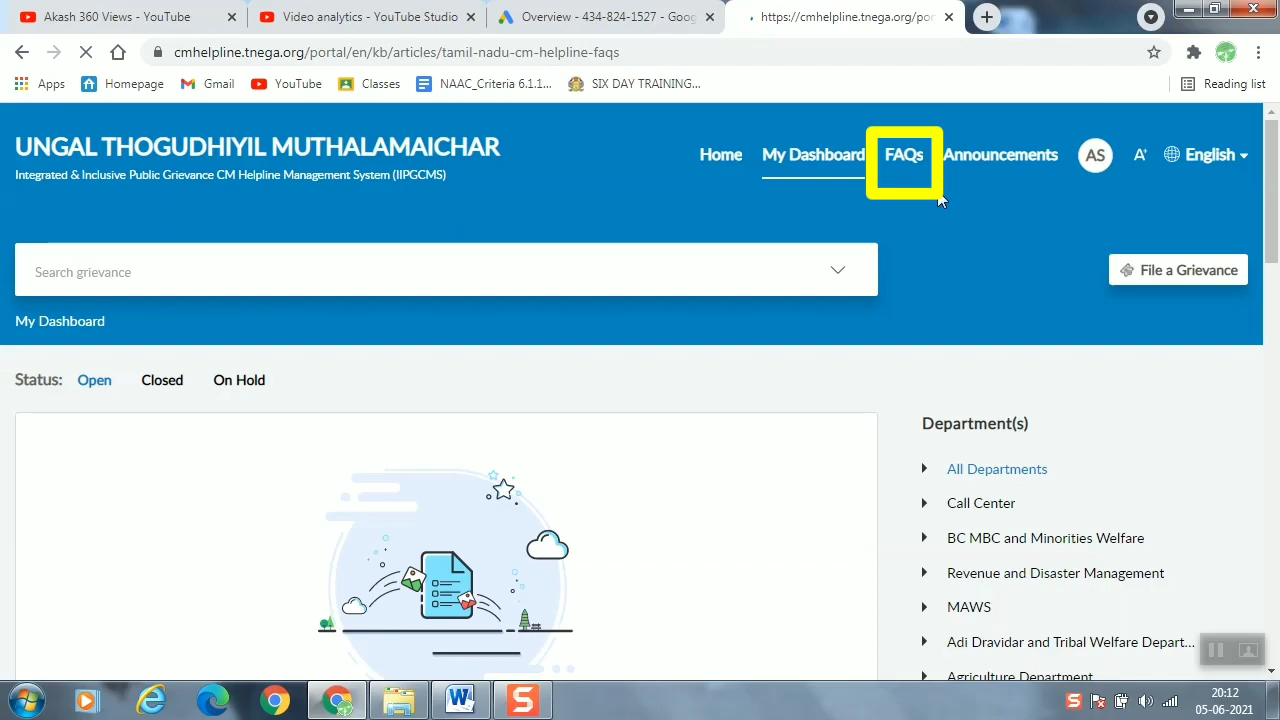 Akash 360 Views - YouTube
Video analytics - YouTube Studio
Overview - 434-824-1527 - Goog
https://cmhelpline.tnega.org/por
cmhelpline.tnega.org/portal/en/kb/articles/tamil-nadu-cm-helpline-faqs
Apps Homepage Gmail YouTube Classes NAAC_Criteria 6.1.1... SIX DAY TRAINING... Reading list
UNGAL THOGUDHIYIL MUTHALAMAICHAR
Integrated & Inclusive Public Grievance CM Helpline Management System (IIPGCMS)
Home My Dashboard FAQs Announcements AS A+ English
Search grievance
File a Grievance
My Dashboard
Status: Open Closed On Hold
Department(s)
All Departments
Call Center
BC MBC and Minorities Welfare
Revenue and Disaster Management
MAWS
Adi Dravidar and Tribal Welfare Depart...
Agriculture Department
20:12
05-06-2021